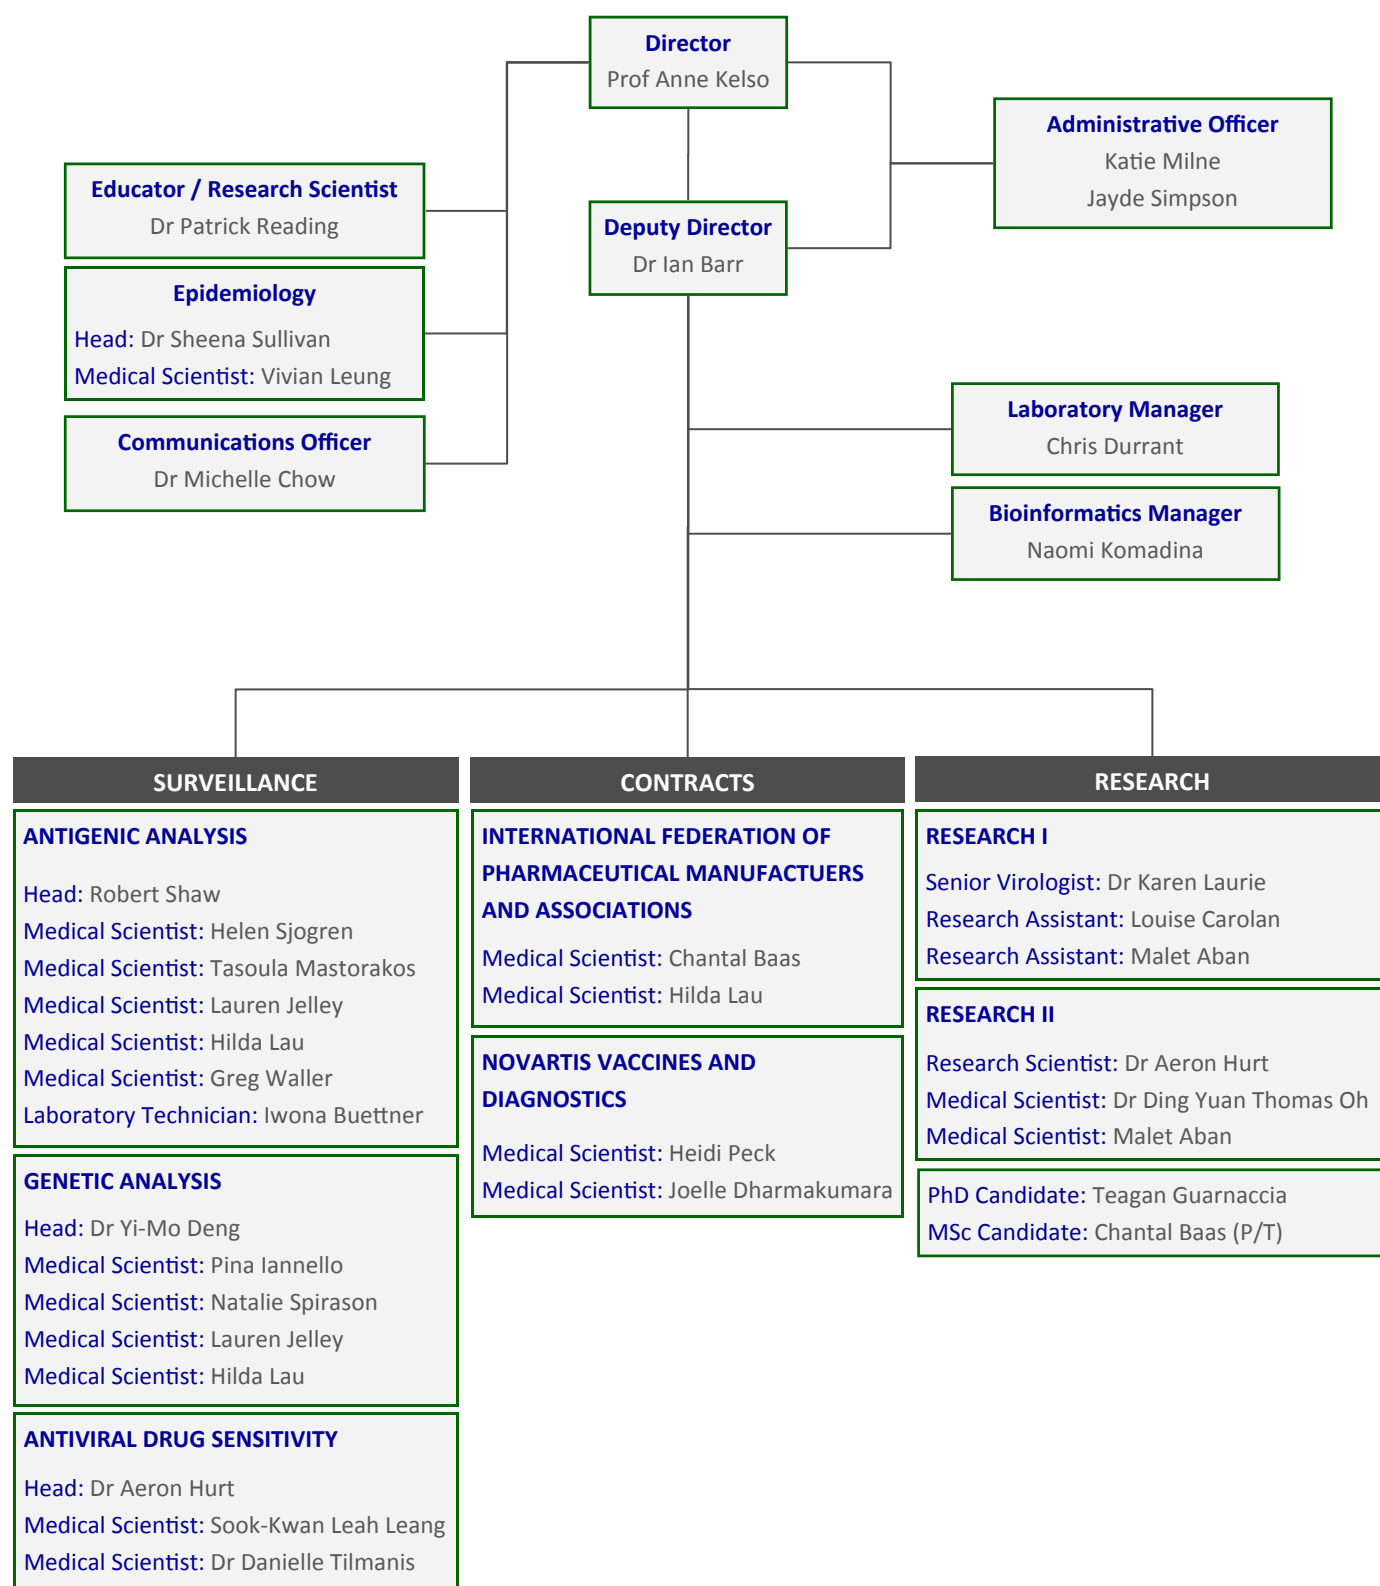 Director
Prof Anne Kelso
Administrative Officer
Katie Milne
Jayde Simpson
Educator / Research Scientist
Dr Patrick Reading
Deputy Director
Dr Ian Barr
Epidemiology
Head: Dr Sheena Sullivan
Medical Scientist: Vivian Leung
Communications Officer
Dr Michelle Chow
Laboratory Manager
Chris Durrant
Bioinformatics Manager
Naomi Komadina
SURVEILLANCE
ANTIGENIC ANALYSIS
Head: Robert Shaw
Medical Scientist: Helen Sjogren
Medical Scientist: Tasoula Mastorakos
Medical Scientist: Lauren Jelley
Medical Scientist: Hilda Lau
Medical Scientist: Greg Waller
Laboratory Technician: Iwona Buettner
GENETIC ANALYSIS
Head: Dr Yi-Mo Deng
Medical Scientist: Pina Iannello
Medical Scientist: Natalie Spirason
Medical Scientist: Lauren Jelley
Medical Scientist: Hilda Lau
ANTIVIRAL DRUG SENSITIVITY
Head: Dr Aeron Hurt
Medical Scientist: Sook-Kwan Leah Leang
Medical Scientist: Dr Danielle Tilmanis
CONTRACTS
INTERNATIONAL FEDERATION OF
PHARMACEUTICAL MANUFACTUERS
AND ASSOCIATIONS
Medical Scientist: Chantal Baas
Medical Scientist: Hilda Lau
NOVARTIS VACCINES AND
DIAGNOSTICS
Medical Scientist: Heidi Peck
Medical Scientist: Joelle Dharmakumara
RESEARCH
RESEARCH I
Senior Virologist: Dr Karen Laurie
Research Assistant: Louise Carolan
Research Assistant: Malet Aban
RESEARCH II
Research Scientist: Dr Aeron Hurt
Medical Scientist: Dr Ding Yuan Thomas Oh
Medical Scientist: Malet Aban
PhD Candidate: Teagan Guarnaccia
MSc Candidate: Chantal Baas (P/T)